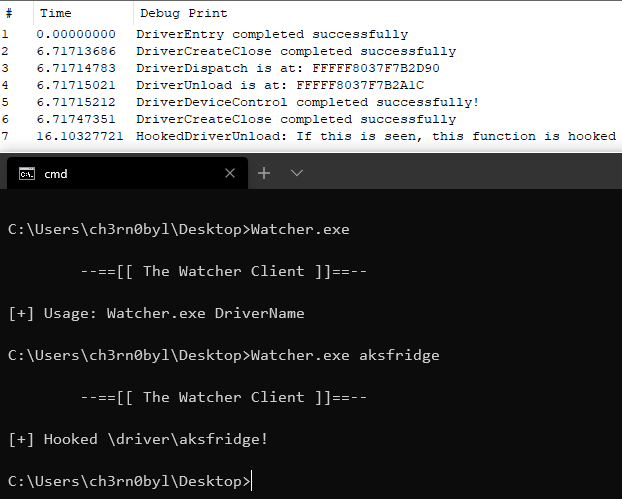 # Time Debug Print
1 0.00000000 DriverEntry completed successfully
2 6.71713686 DriverCreateClose completed successfully
3 6.71714783 DriverDispatch is at: FFFFF8037F7B2D90
4 6.71715021 DriverUnload is at: FFFFF8037F7B2A1C
5 6.71715212 DriverDeviceControl completed successfully!
6 6.71747351 DriverCreateClose completed successfully
7 16.10327721 HookedDriverUnload: If this is seen, this function is hooked
cmd
C:\Users\ch3rn0byl\Desktop>Watcher.exe
--==[[ The Watcher Client ]]==--
[+] Usage: Watcher.exe DriverName
C:\Users\ch3rn0byl\Desktop>Watcher.exe aksfridge
--==[[ The Watcher Client ]]==--
[+] Hooked \driver\aksfridge!
C:\Users\ch3rn0byl\Desktop>